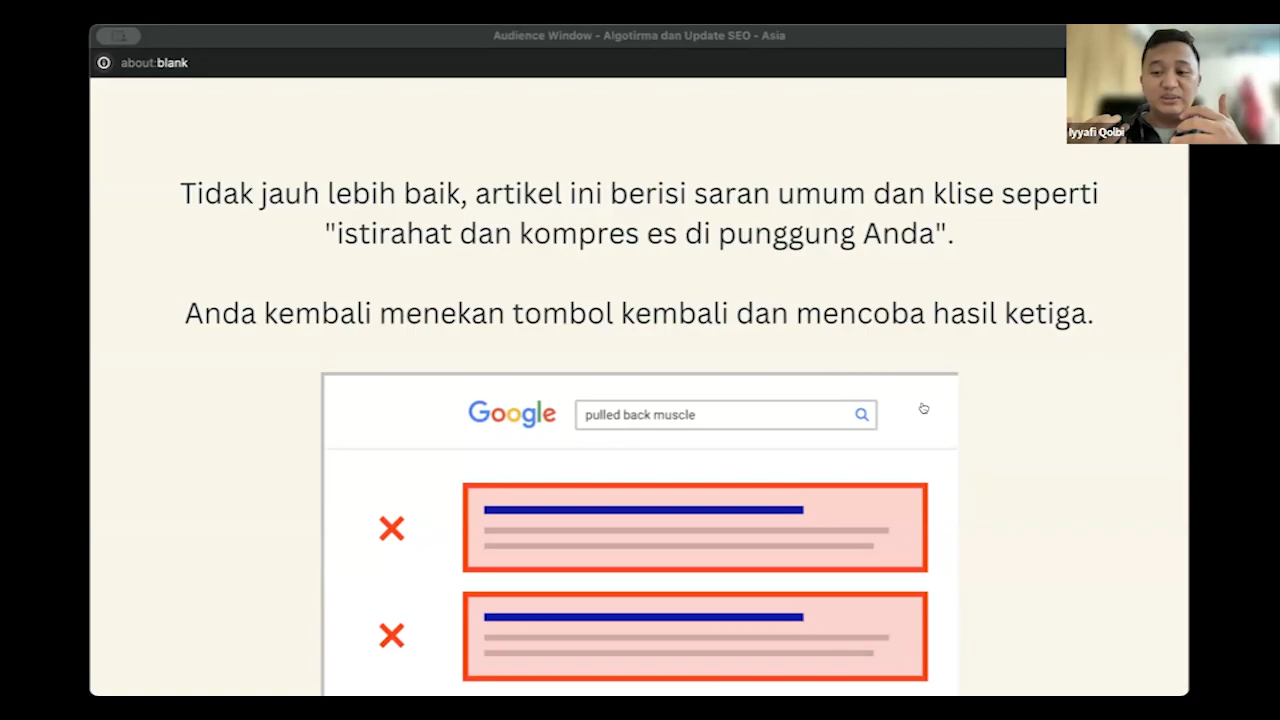 Audience Window - Algotirma dan Update SEO - Asia
about:blank
Iyyafi Qolbi
Tidak jauh lebih baik, artikel ini berisi saran umum dan klise seperti
"istirahat dan kompres es di punggung Anda".
Anda kembali menekan tombol kembali dan mencoba hasil ketiga.
Google
pulled back muscle